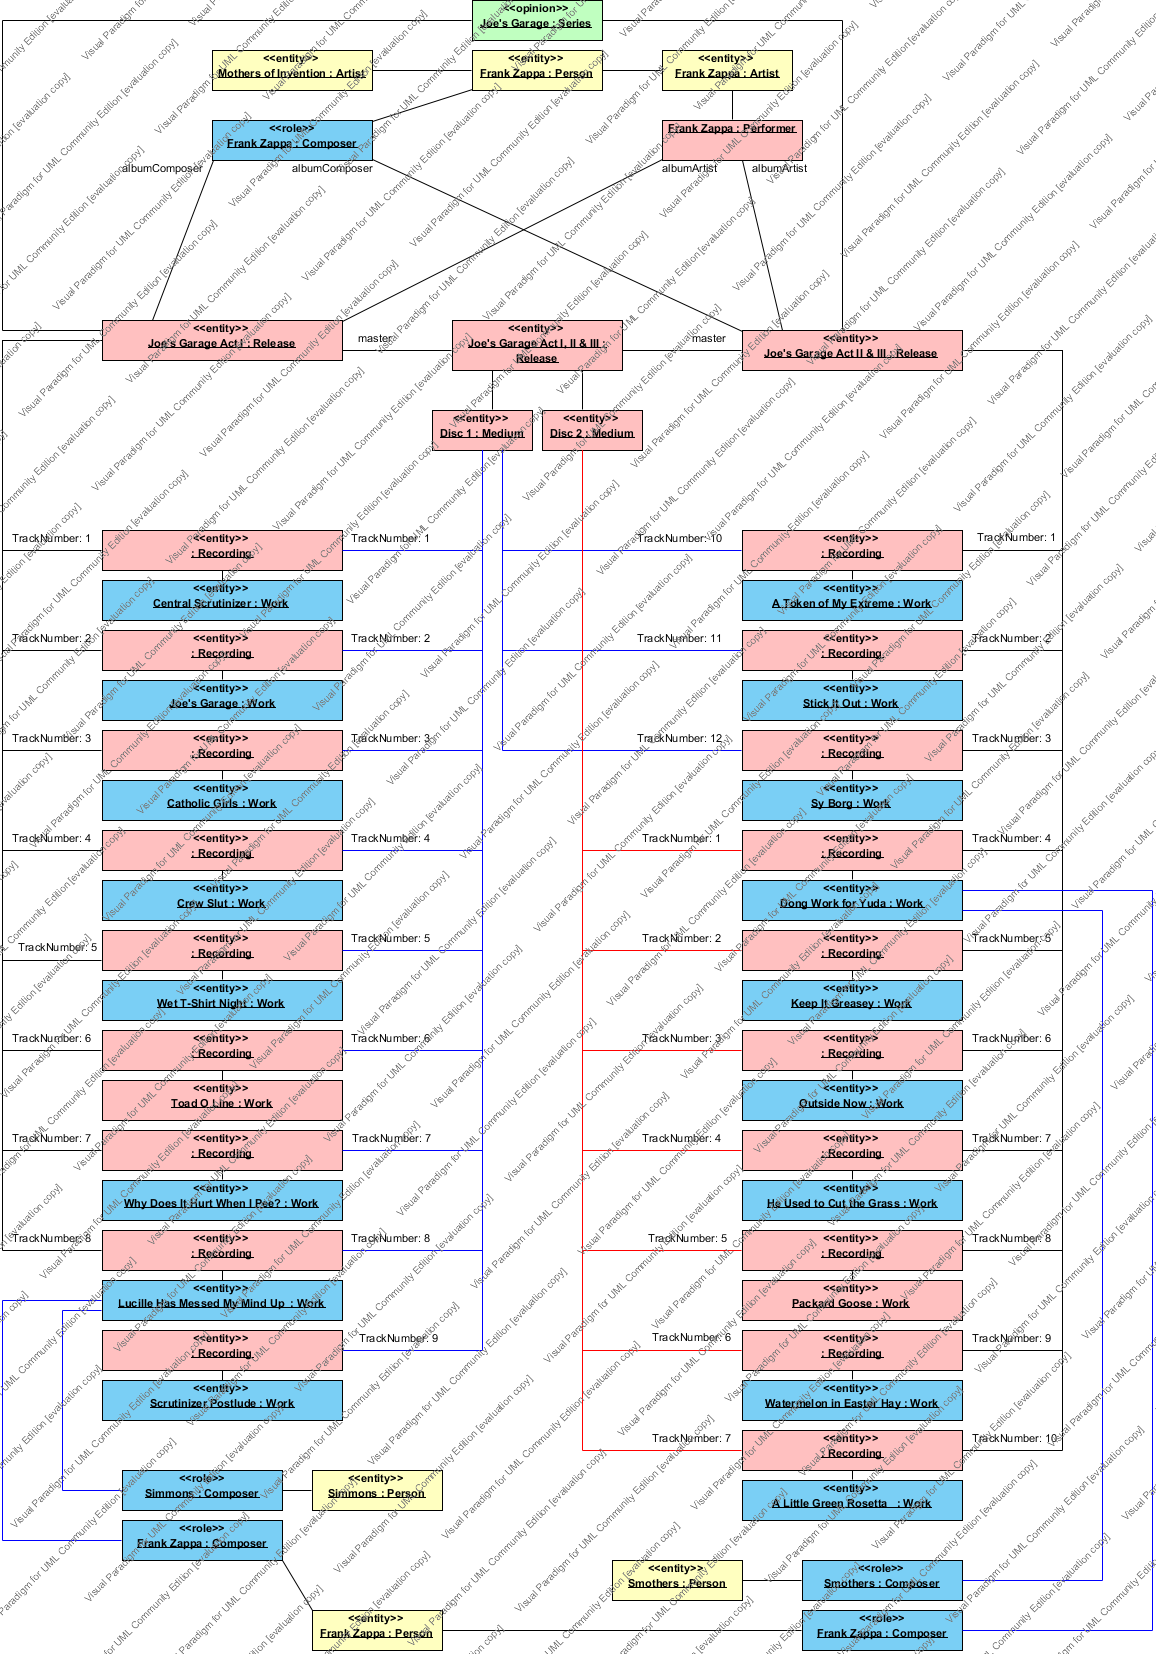 <<opinion>>
Joe's Garage : Series
<<entity>>
Mothers of Invention : Artist
<<entity>>
Frank Zappa : Person
<<entity>>
Frank Zappa : Artist
<<role>>
Frank Zappa : Composer
Frank Zappa : Performer
albumComposer
albumComposer
albumArtist
albumArtist
<<entity>>
Joe's Garage Act I : Release
master
<<entity>>
Joe's Garage Act I, II & III :
Release
master
<<entity>>
Joe's Garage Act II & III : Release
<<entity>>
Disc 1 : Medium
<<entity>>
Disc 2 : Medium
TrackNumber: 1
<<entity>>
: Recording
TrackNumber: 1
TrackNumber: 10
<<entity>>
: Recording
TrackNumber: 1
<<entity>>
Central Scrutinizer : Work
<<entity>>
A Token of My Extreme : Work
TrackNumber: 2
<<entity>>
: Recording
TrackNumber: 2
TrackNumber: 11
<<entity>>
: Recording
TrackNumber: 2
<<entity>>
Joe's Garage : Work
<<entity>>
Stick It Out : Work
TrackNumber: 3
<<entity>>
: Recording
TrackNumber: 3
TrackNumber: 12
<<entity>>
: Recording
TrackNumber: 3
<<entity>>
Catholic Girls : Work
<<entity>>
Sy Borg : Work
TrackNumber: 4
<<entity>>
: Recording
TrackNumber: 4
TrackNumber: 1
<<entity>>
: Recording
TrackNumber: 4
<<entity>>
Crew Slut : Work
<<entity>>
Dong Work for Yuda : Work
TrackNumber: 5
<<entity>>
: Recording
TrackNumber: 5
TrackNumber: 2
<<entity>>
: Recording
TrackNumber: 5
<<entity>>
Wet T-Shirt Night : Work
<<entity>>
Keep It Greasey : Work
TrackNumber: 6
<<entity>>
: Recording
TrackNumber: 6
TrackNumber: 3
<<entity>>
: Recording
TrackNumber: 6
<<entity>>
Toad O Line : Work
<<entity>>
Outside Now : Work
TrackNumber: 7
<<entity>>
: Recording
TrackNumber: 7
TrackNumber: 4
<<entity>>
: Recording
TrackNumber: 7
<<entity>>
Why Does It Hurt When I Pee? : Work
<<entity>>
He Used to Cut the Grass : Work
TrackNumber: 8
<<entity>>
: Recording
TrackNumber: 8
TrackNumber: 5
<<entity>>
: Recording
TrackNumber: 8
<<entity>>
Lucille Has Messed My Mind Up : Work
<<entity>>
Packard Goose : Work
<<entity>>
: Recording
TrackNumber: 9
TrackNumber: 6
<<entity>>
: Recording
TrackNumber: 9
<<entity>>
Scrutinizer Postlude : Work
<<entity>>
Watermelon in Easter Hay : Work
TrackNumber: 7
<<entity>>
: Recording
TrackNumber: 10
<<role>>
Simmons : Composer
<<entity>>
Simmons : Person
<<entity>>
A Little Green Rosetta : Work
<<role>>
Frank Zappa : Composer
<<entity>>
Smothers : Person
<<role>>
Smothers : Composer
<<entity>>
Frank Zappa : Person
<<role>>
Frank Zappa : Composer
Visual Paradigm for UML Community Edition [evaluation copy]